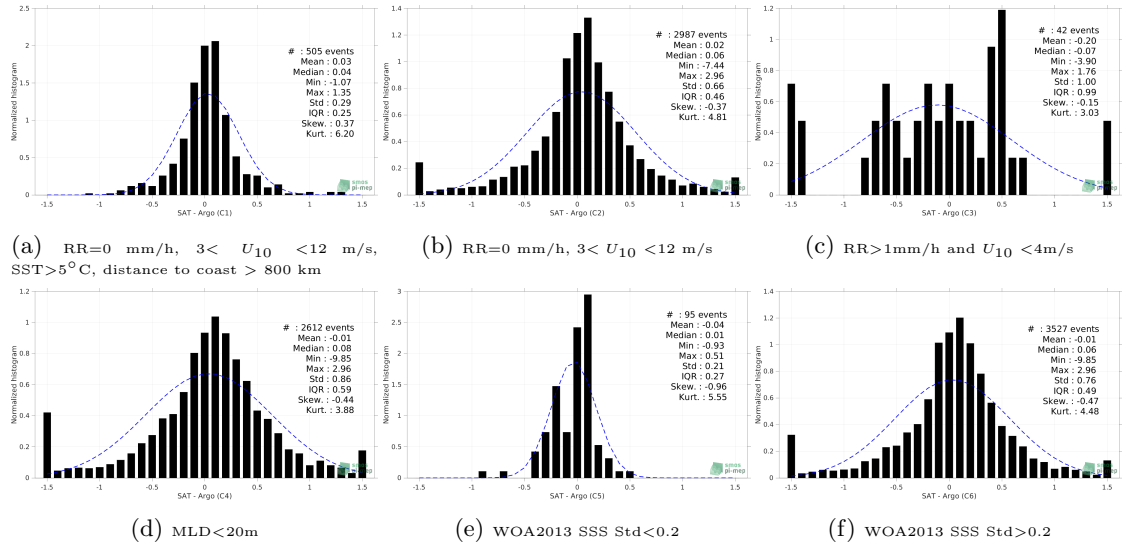 Normalized histogram
2.5
2
1.5
1
0.5
0
-1.5 -1 -0.5 0 0.5 1 1.5
SAT - Argo (C1)
# : 505 events
Mean : 0.03
Median : 0.04
Min : -1.07
Max : 1.35
Std : 0.29
IQR : 0.25
Skew. : 0.37
Kurt. : 6.20
smos
pi-mep
Normalized histogram
1.4
1.2
1
0.8
0.6
0.4
0.2
0
-1.5 -1 -0.5 0 0.5 1 1.5
SAT - Argo (C2)
# : 2987 events
Mean : 0.02
Median : 0.06
Min : -7.44
Max : 2.96
Std : 0.66
IQR : 0.46
Skew. : -0.37
Kurt. : 4.81
smos
pi-mep
Normalized histogram
1.2
1
0.8
0.6
0.4
0.2
0
-1.5 -1 -0.5 0 0.5 1 1.5
SAT - Argo (C3)
# : 42 events
Mean : -0.20
Median : -0.07
Min : -3.90
Max : 1.76
Std : 1.00
IQR : 0.99
Skew. : -0.15
Kurt. : 3.03
smos
pi-mep
(a) RR=0 mm/h, 3< U10 <12 m/s,
SST>5°C, distance to coast > 800 km
(b) RR=0 mm/h, 3< U10 <12 m/s
(c) RR>1mm/h and U10 <4m/s
Normalized histogram
1.2
1
0.8
0.6
0.4
0.2
0
-1.5 -1 -0.5 0 0.5 1 1.5
SAT - Argo (C4)
# : 2612 events
Mean : -0.01
Median : 0.08
Min : -9.85
Max : 2.96
Std : 0.86
IQR : 0.59
Skew. : -0.44
Kurt. : 3.88
smos
pi-mep
Normalized histogram
3
2.5
2
1.5
1
0.5
0
-1.5 -1 -0.5 0 0.5 1 1.5
SAT - Argo (C5)
# : 95 events
Mean : -0.04
Median : 0.01
Min : -0.93
Max : 0.51
Std : 0.21
IQR : 0.27
Skew. : -0.96
Kurt. : 5.55
smos
pi-mep
Normalized histogram
1.4
1.2
1
0.8
0.6
0.4
0.2
0
-1.5 -1 -0.5 0 0.5 1 1.5
SAT - Argo (C6)
# : 3527 events
Mean : -0.01
Median : 0.06
Min : -9.85
Max : 2.96
Std : 0.76
IQR : 0.49
Skew. : -0.47
Kurt. : 4.48
smos
pi-mep
(d) MLD<20m
(e) WOA2013 SSS Std<0.2
(f) WOA2013 SSS Std>0.2